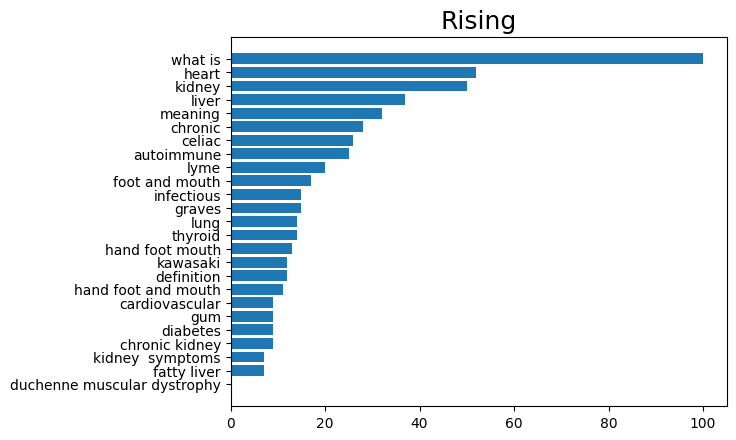 Rising
what is
heart
kidney
liver
meaning
chronic
celiac
autoimmune
lyme
foot and mouth
infectious
graves
lung
thyroid
hand foot mouth
kawasaki
definition
hand foot and mouth
cardiovascular
gum
diabetes
chronic kidney
kidney  symptoms
fatty liver
duchenne muscular dystrophy
0 20 40 60 80 100